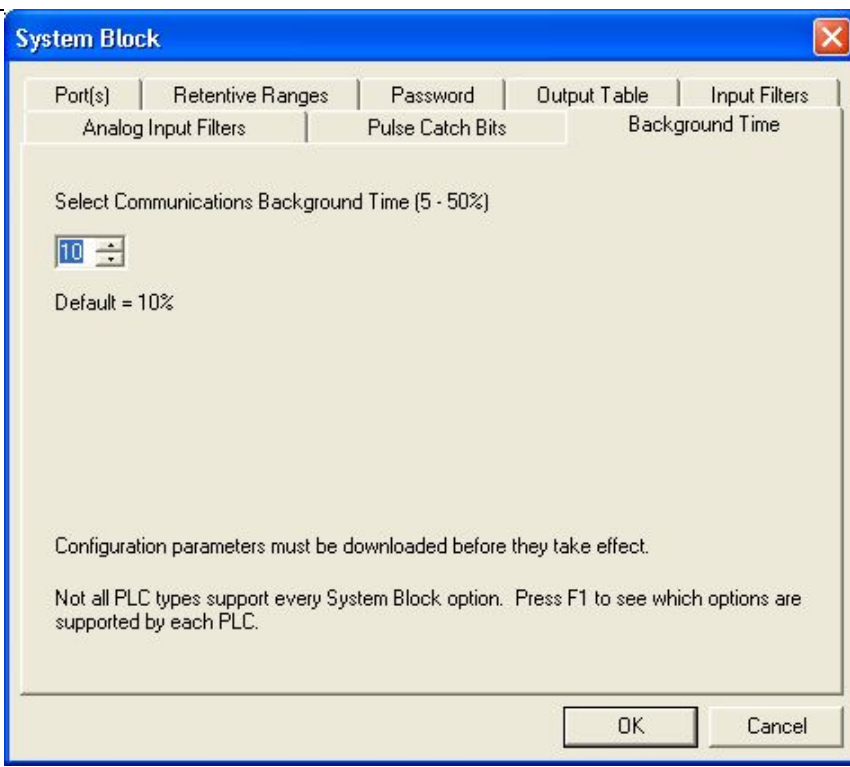 System Block
Port(s) Retentive Ranges Password Output Table Input Filters
Analog Input Filters Pulse Catch Bits Background Time
Select Communications Background Time (5 - 50%)
10
Default = 10%
Configuration parameters must be downloaded before they take effect.
Not all PLC types support every System Block option. Press F1 to see which options are
supported by each PLC.
OK Cancel